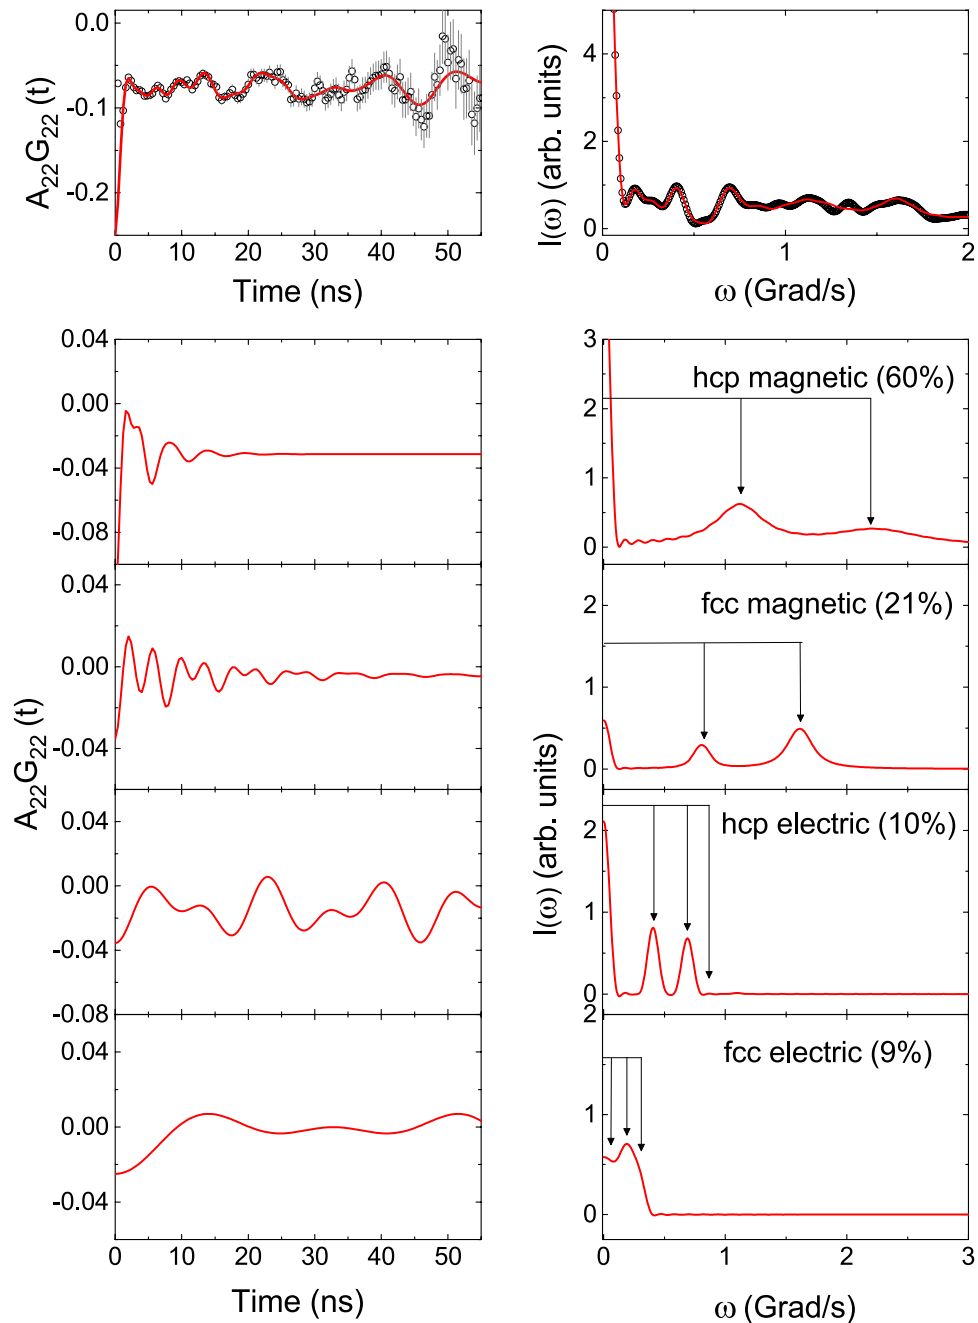 0.0
-0.1
-0.2
A22G22 (t)
0 10 20 30 40 50
Time (ns)
5
4
2
1
0
I(ω) (arb. units)
0 1 2
ω (Grad/s)
0.04
0.00
-0.04
-0.08
0.04
0.00
-0.04
0.04
0.00
-0.04
-0.08
0.04
0.00
-0.04
A22G22 (t)
0 10 20 30 40 50
Time (ns)
3
2
1
0
hcp magnetic (60%)
2
1
0
fcc magnetic (21%)
2
1
0
hcp electric (10%)
2
1
0
fcc electric (9%)
I(ω) (arb. units)
0 1 2 3
ω (Grad/s)